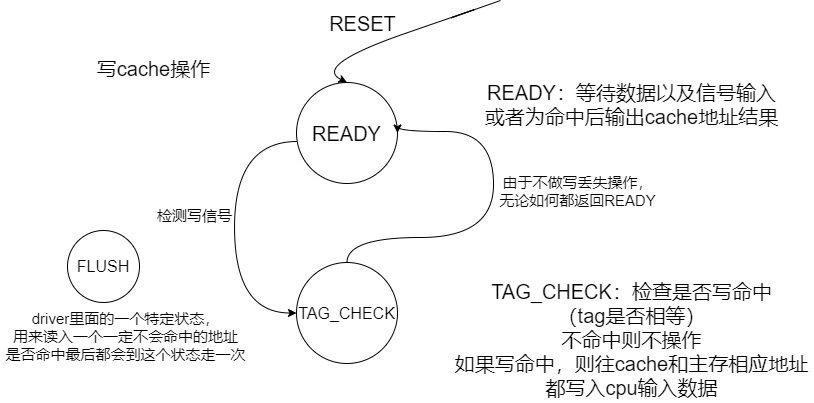 RESET
写cache操作
READY：等待数据以及信号输入
或者为命中后输出cache地址结果
READY
由于不做写丢失操作，
无论如何都返回READY
检测写信号
FLUSH
driver里面的一个特定状态，
用来读入一个一定不会命中的地址
是否命中最后都会到这个状态走一次
TAG_CHECK
TAG_CHECK：检查是否写命中
（tag是否相等）
不命中则不操作
如果写命中，则往cache和主存相应地址
都写入cpu输入数据